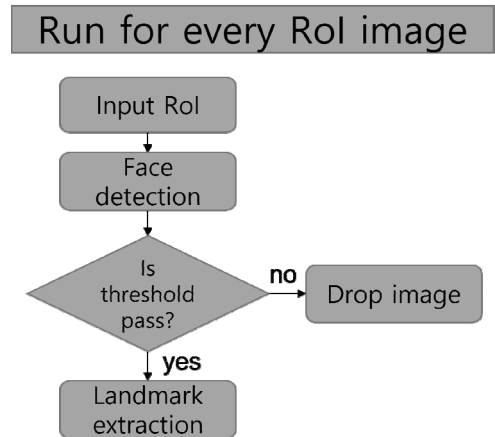 Run for every RoI image
Input RoI
Face
detection
Is
threshold
pass?
no
Drop image
yes
Landmark
extraction